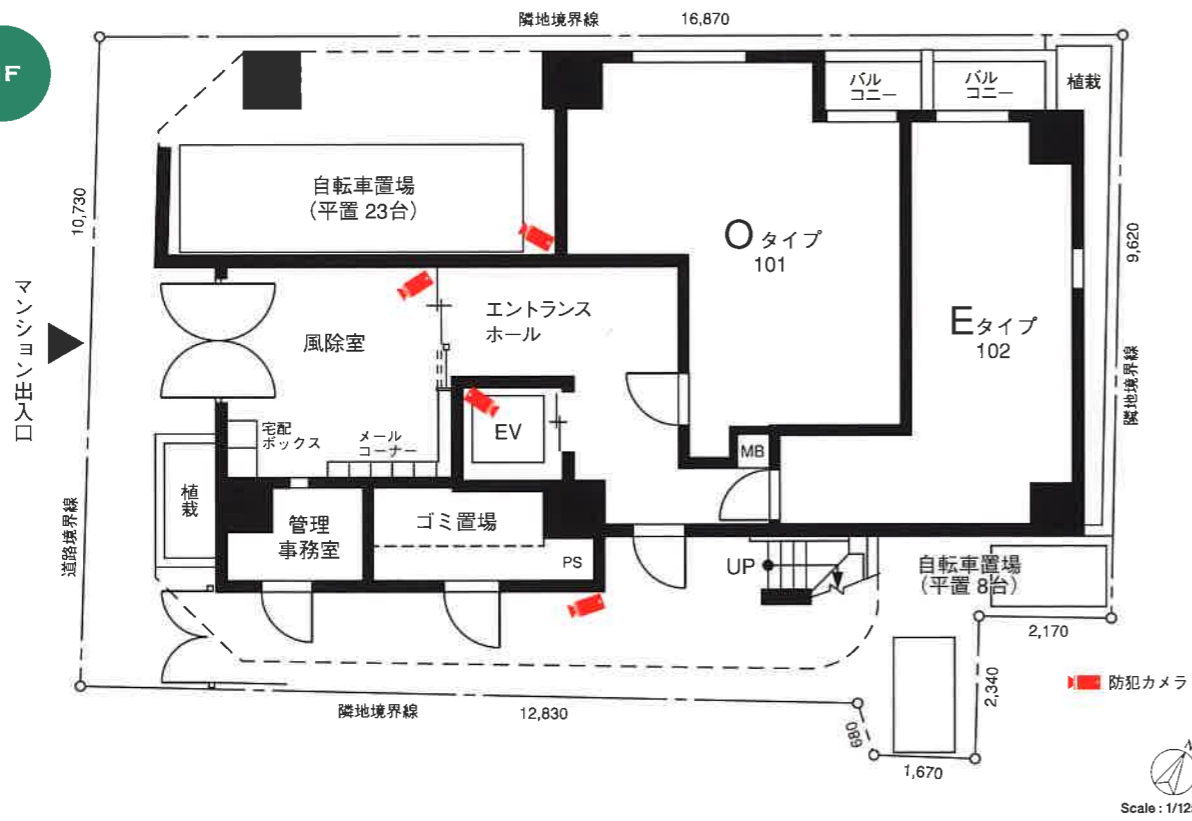 F
隣地境界線 16,870
バル
コニー
バル
コニー
植栽
自転車置場
(平置 23台)
10,730
Oタイプ
101
9,620
マンション出入口
エントランス
ホール
風除室
Eタイプ
102
隣地境界線
宅配
ボックス
メール
コーナー
EV
MB
植栽
管理
事務室
ゴミ置場
PS
道路境界線
UP
自転車置場
(平置 8台)
2,170
2,340
防犯カメラ
隣地境界線 12,830
680
1,670
N